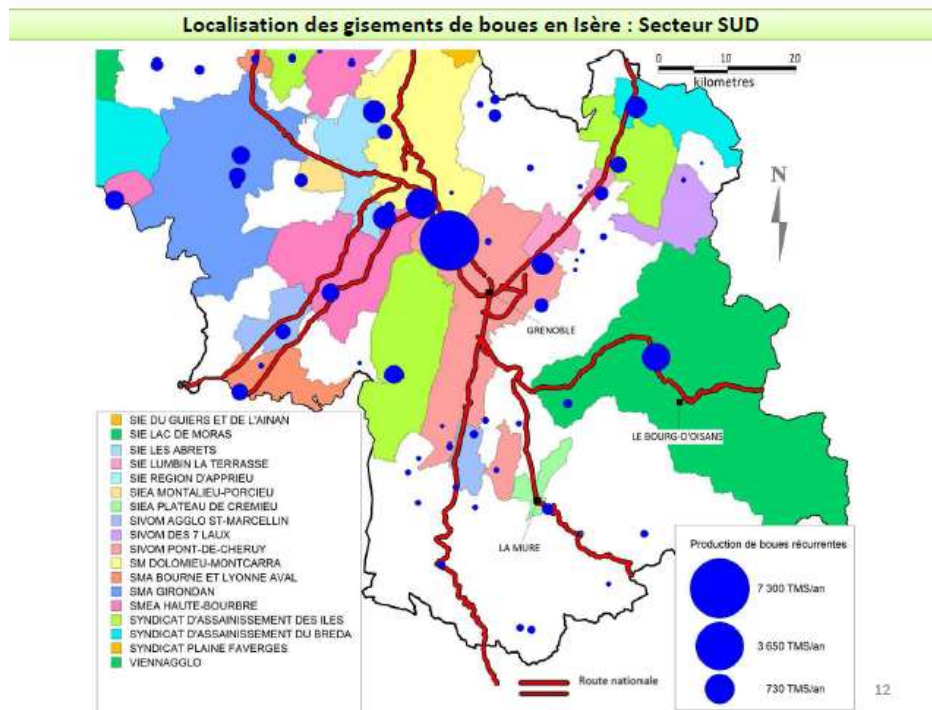 Localisation des gisements de boues en Isère : Secteur SUD
0 10 20
kilometres
N
GRENOBLE
LE BOURG-D'OISANS
LA MURE
SIE DU GUIERS ET DE L'AINAN
SIE LAC DE MORAS
SIE LES ABRETS
SIE LUMBIN LA TERRASSE
SIE REGION D'APPRIEU
SIEA MONTALIEU-PORCIEU
SIEA PLATEAU DE CREMIEU
SIVOM AGGLO ST-MARCELLIN
SIVOM DES 7 LAUX
SIVOM PONT-DE-CHERUY
SM DOLOMIEU-MONTCARRA
SMA BOURNE ET LYONNE AVAL
SMA GIRONDAN
SMEA HAUTE-BOURBRE
SYNDICAT D'ASSAINISSEMENT DES ILES
SYNDICAT D'ASSAINISSEMENT DU BREDA
SYNDICAT PLAINE FAVERGES
VIENNAGGLO
Production de boues récurrentes
7 300 TMS/an
3 650 TMS/an
730 TMS/an
Route nationale
12